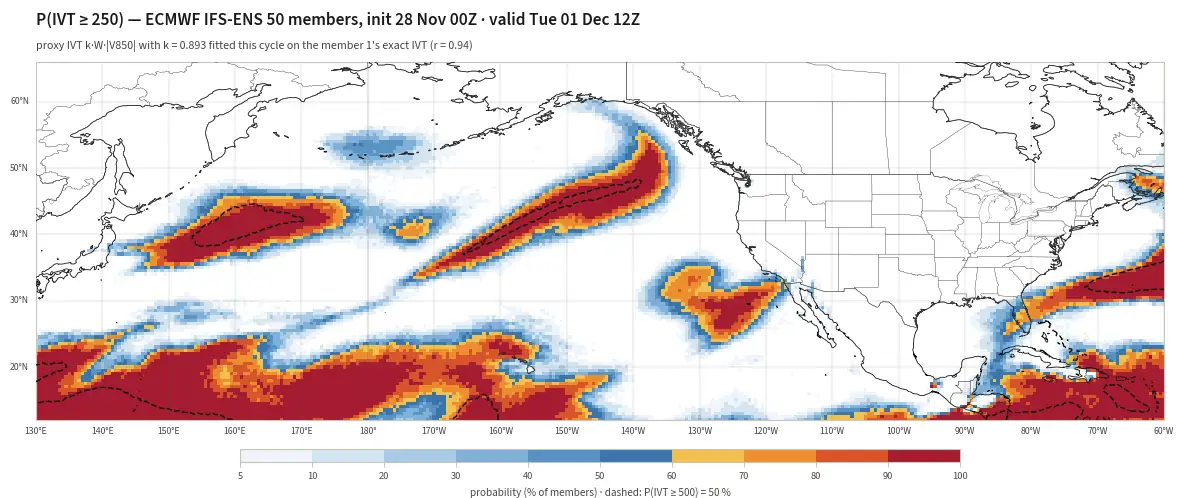 P(IVT ≥ 250) — ECMWF IFS-ENS 50 members, init 28 Nov 00Z · valid Tue 01 Dec 12Z
proxy IVT k·W·|V850| with k = 0.893 fitted this cycle on the member 1's exact IVT (r = 0.94)
60°N
50°N
40°N
30°N
20°N
130°E 140°E 150°E 160°E 170°E 180° 170°W 160°W 150°W 140°W 130°W 120°W 110°W 100°W 90°W 80°W 70°W 60°W
5 10 20 30 40 50 60 70 80 90 100
probability (% of members) · dashed: P(IVT ≥ 500) = 50 %